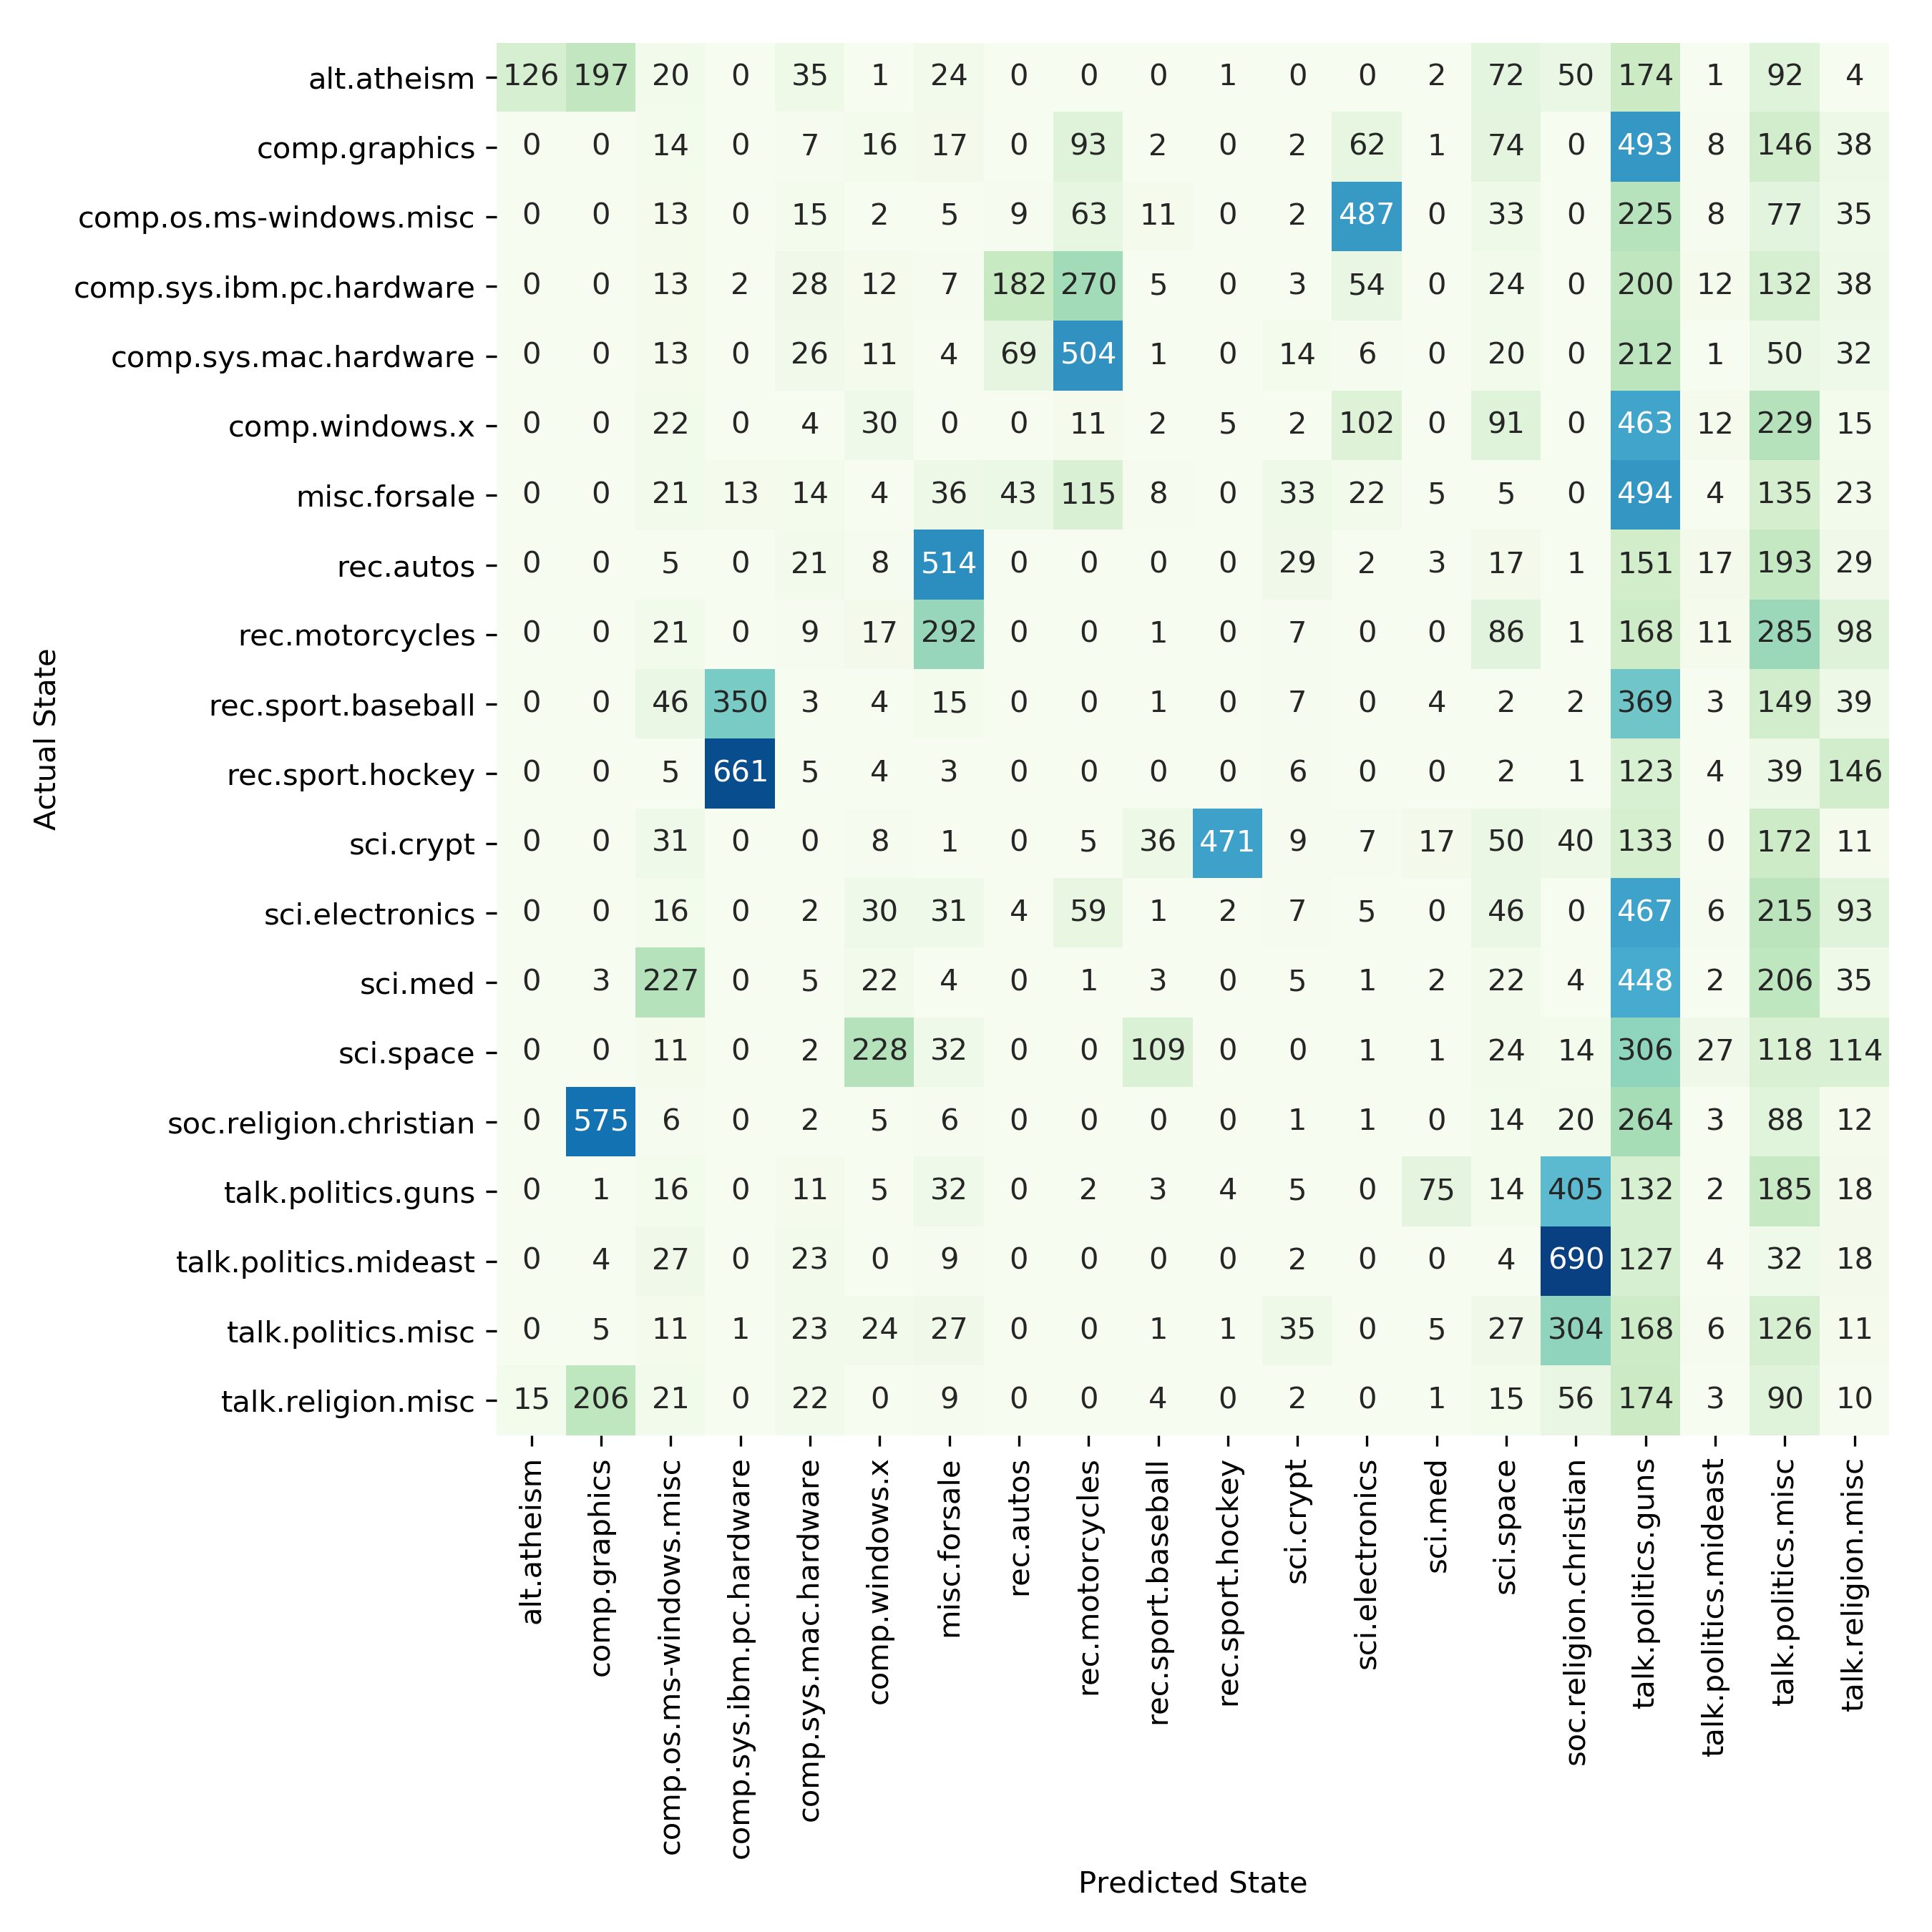 alt.atheism 126 197 20 0 35 1 24 0 0 0 1 0 0 2 72 50 174 1 92 4
comp.graphics 0 0 14 0 7 16 17 0 93 2 0 2 62 1 74 0 493 8 146 38
comp.os.ms-windows.misc 0 0 13 0 15 2 5 9 63 11 0 2 487 0 33 0 225 8 77 35
comp.sys.ibm.pc.hardware 0 0 13 2 28 12 7 182 270 5 0 3 54 0 24 0 200 12 132 38
comp.sys.mac.hardware 0 0 13 0 26 11 4 69 504 1 0 14 6 0 20 0 212 1 50 32
comp.windows.x 0 0 22 0 4 30 0 0 11 2 5 2 102 0 91 0 463 12 229 15
misc.forsale 0 0 21 13 14 4 36 43 115 8 0 33 22 5 5 0 494 4 135 23
rec.autos 0 0 5 0 21 8 514 0 0 0 0 29 2 3 17 1 151 17 193 29
rec.motorcycles 0 0 21 0 9 17 292 0 0 1 0 7 0 0 86 1 168 11 285 98
rec.sport.baseball 0 0 46 350 3 4 15 0 0 1 0 7 0 4 2 2 369 3 149 39
rec.sport.hockey 0 0 5 661 5 4 3 0 0 0 0 6 0 0 2 1 123 4 39 146
sci.crypt 0 0 31 0 0 8 1 0 5 36 471 9 7 17 50 40 133 0 172 11
sci.electronics 0 0 16 0 2 30 31 4 59 1 2 7 5 0 46 0 467 6 215 93
sci.med 0 3 227 0 5 22 4 0 1 3 0 5 1 2 22 4 448 2 206 35
sci.space 0 0 11 0 2 228 32 0 0 109 0 0 1 1 24 14 306 27 118 114
soc.religion.christian 0 575 6 0 2 5 6 0 0 0 0 1 1 0 14 20 264 3 88 12
talk.politics.guns 0 1 16 0 11 5 32 0 2 3 4 5 0 75 14 405 132 2 185 18
talk.politics.mideast 0 4 27 0 23 0 9 0 0 0 0 2 0 0 4 690 127 4 32 18
talk.politics.misc 0 5 11 1 23 24 27 0 0 1 1 35 0 5 27 304 168 6 126 11
talk.religion.misc 15 206 21 0 22 0 9 0 0 4 0 2 0 1 15 56 174 3 90 10
Actual State
alt.atheism
comp.graphics
comp.os.ms-windows.misc
comp.sys.ibm.pc.hardware
comp.sys.mac.hardware
comp.windows.x
misc.forsale
rec.autos
rec.motorcycles
rec.sport.baseball
rec.sport.hockey
sci.crypt
sci.electronics
sci.med
sci.space
soc.religion.christian
talk.politics.guns
talk.politics.mideast
talk.politics.misc
talk.religion.misc
Predicted State